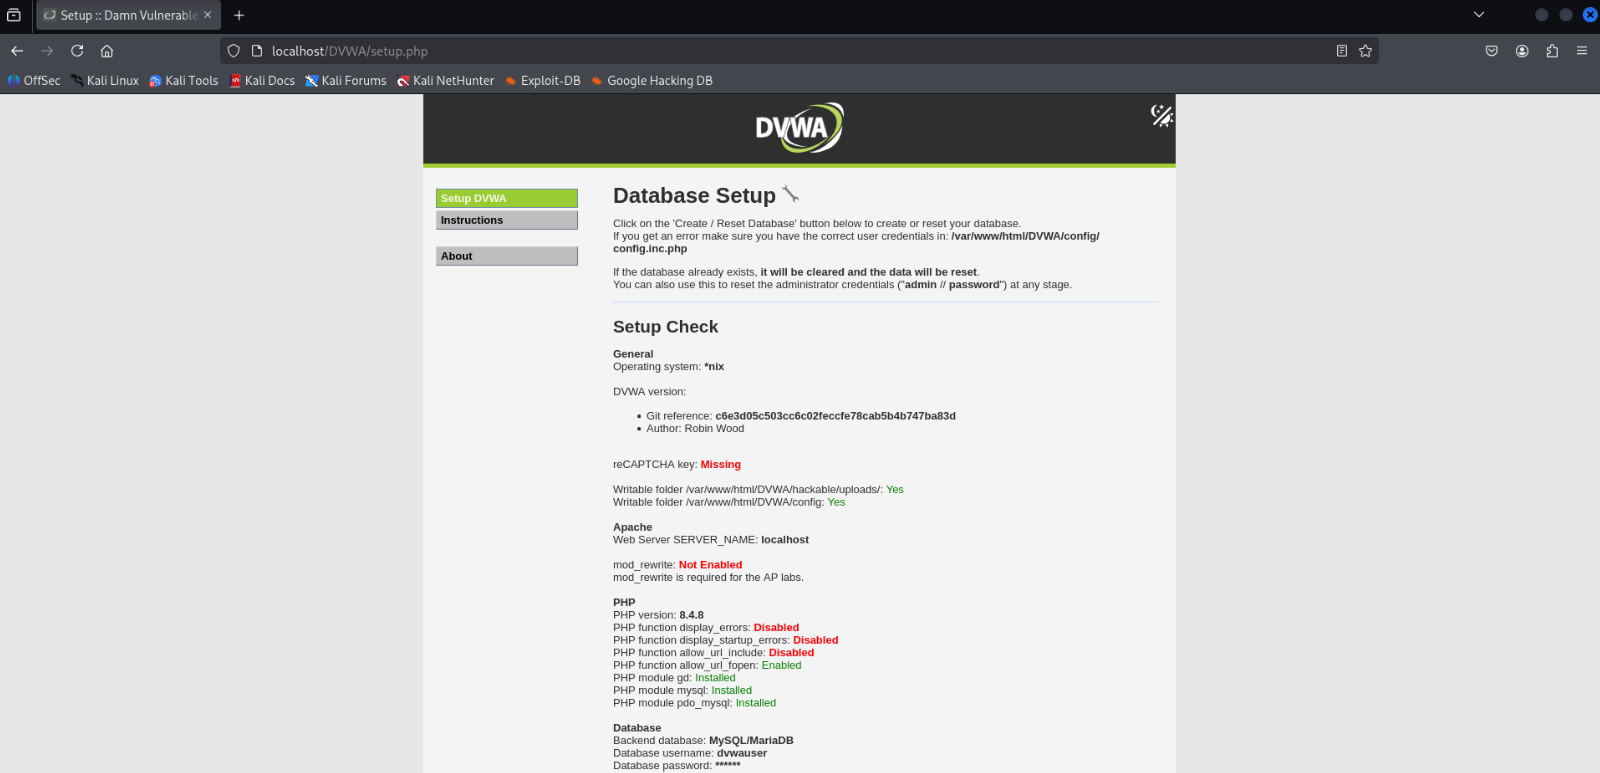 Setup :: Damn Vulnerable
localhost/DVWA/setup.php
OffSec Kali Linux Kali Tools Kali Docs Kali Forums Kali NetHunter Exploit-DB Google Hacking DB
DVWA
Setup DVWA
Instructions
About
Database Setup
Click on the 'Create / Reset Database' button below to create or reset your database.
If you get an error make sure you have the correct user credentials in: /var/www/html/DVWA/config/
config.inc.php
If the database already exists, it will be cleared and the data will be reset.
You can also use this to reset the administrator credentials ("admin // password") at any stage.
Setup Check
General
Operating system: *nix
DVWA version:
• Git reference: c6e3d05c503cc6c02feccfe78cab5b4b747ba83d
• Author: Robin Wood
reCAPTCHA key: Missing
Writable folder /var/www/html/DVWA/hackable/uploads/: Yes
Writable folder /var/www/html/DVWA/config: Yes
Apache
Web Server SERVER_NAME: localhost
mod_rewrite: Not Enabled
mod_rewrite is required for the AP labs.
PHP
PHP version: 8.4.8
PHP function display_errors: Disabled
PHP function display_startup_errors: Disabled
PHP function allow_url_include: Disabled
PHP function allow_url_fopen: Enabled
PHP module gd: Installed
PHP module mysql: Installed
PHP module pdo_mysql: Installed
Database
Backend database: MySQL/MariaDB
Database username: dvwauser
Database password: ******